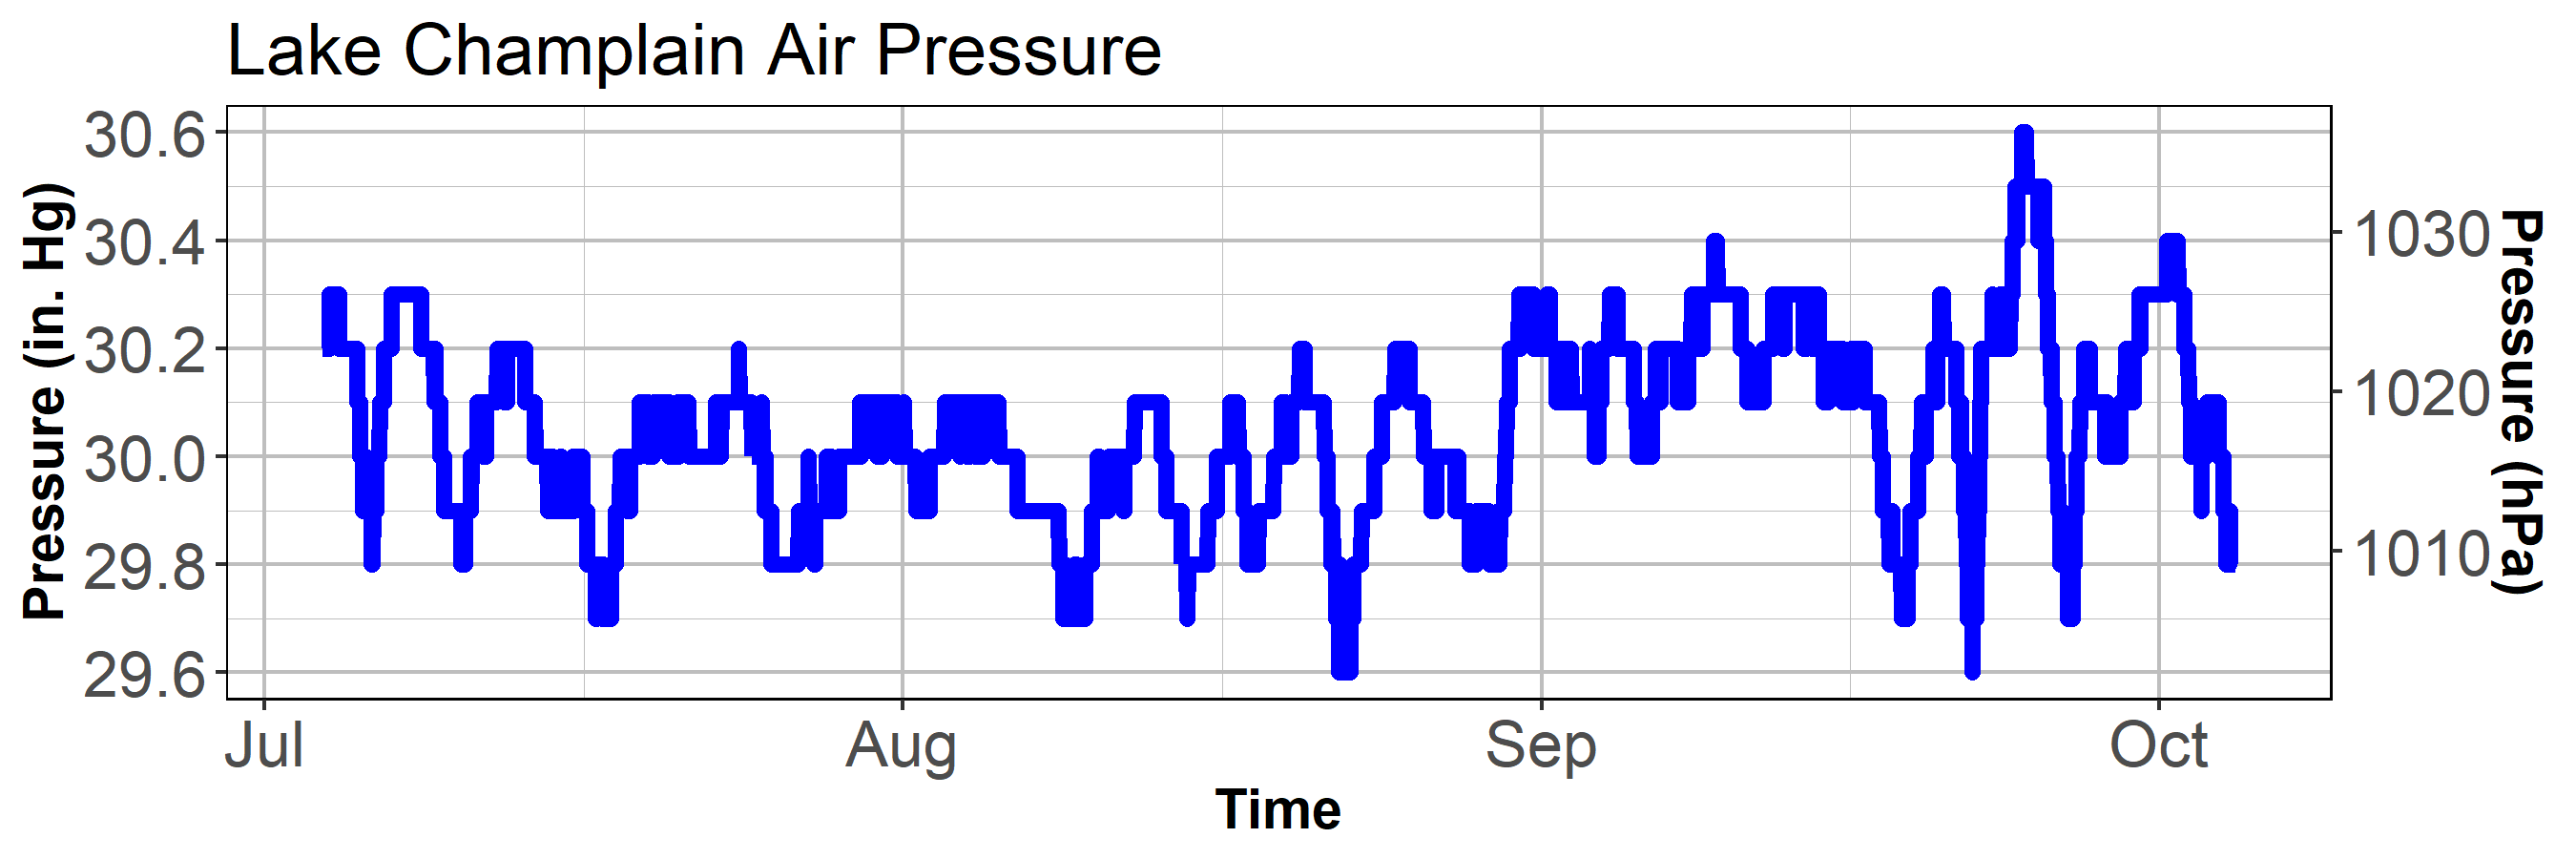 Lake Champlain Air Pressure
Pressure (in. Hg)
30.6
30.4
30.2
30.0
29.8
29.6
1030
1020
1010
Pressure (hPa)
Jul Aug Sep Oct
Time